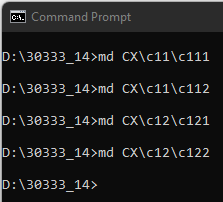 Command Prompt
D:\30333_14>md CX\c11\c111
D:\30333_14>md CX\c11\c112
D:\30333_14>md CX\c12\c121
D:\30333_14>md CX\c12\c122
D:\30333_14>